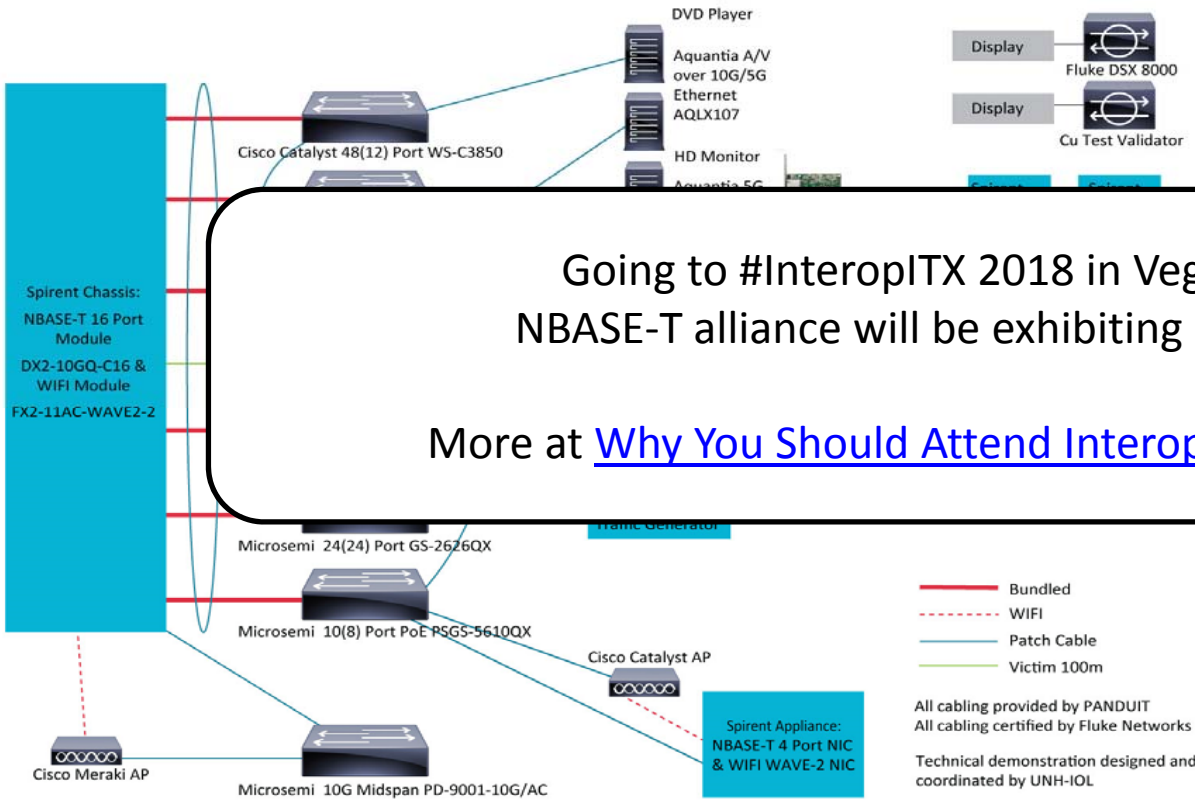 DVD Player
Aquantia A/V
over 10G/5G
Ethernet
AQLX107
HD Monitor
Aquantia 5G
Display
Fluke DSX 8000
Display
Cu Test Validator
Spirent
Spirent
Cisco Catalyst 48(12) Port WS-C3850
Spirent Chassis:
NBASE-T 16 Port
Module
DX2-10GQ-C16 &
WIFI Module
FX2-11AC-WAVE2-2
Going to #InteropITX 2018 in Veg
NBASE-T alliance will be exhibiting
More at Why You Should Attend Interop
Traffic Generator
Microsemi 24(24) Port GS-2626QX
Microsemi 10(8) Port PoE PSGS-5610QX
Cisco Catalyst AP
Spirent Appliance:
NBASE-T 4 Port NIC
& WIFI WAVE-2 NIC
Cisco Meraki AP
Microsemi 10G Midspan PD-9001-10G/AC
Bundled
WIFI
Patch Cable
Victim 100m
All cabling provided by PANDUIT
All cabling certified by Fluke Networks
Technical demonstration designed and
coordinated by UNH-IOL